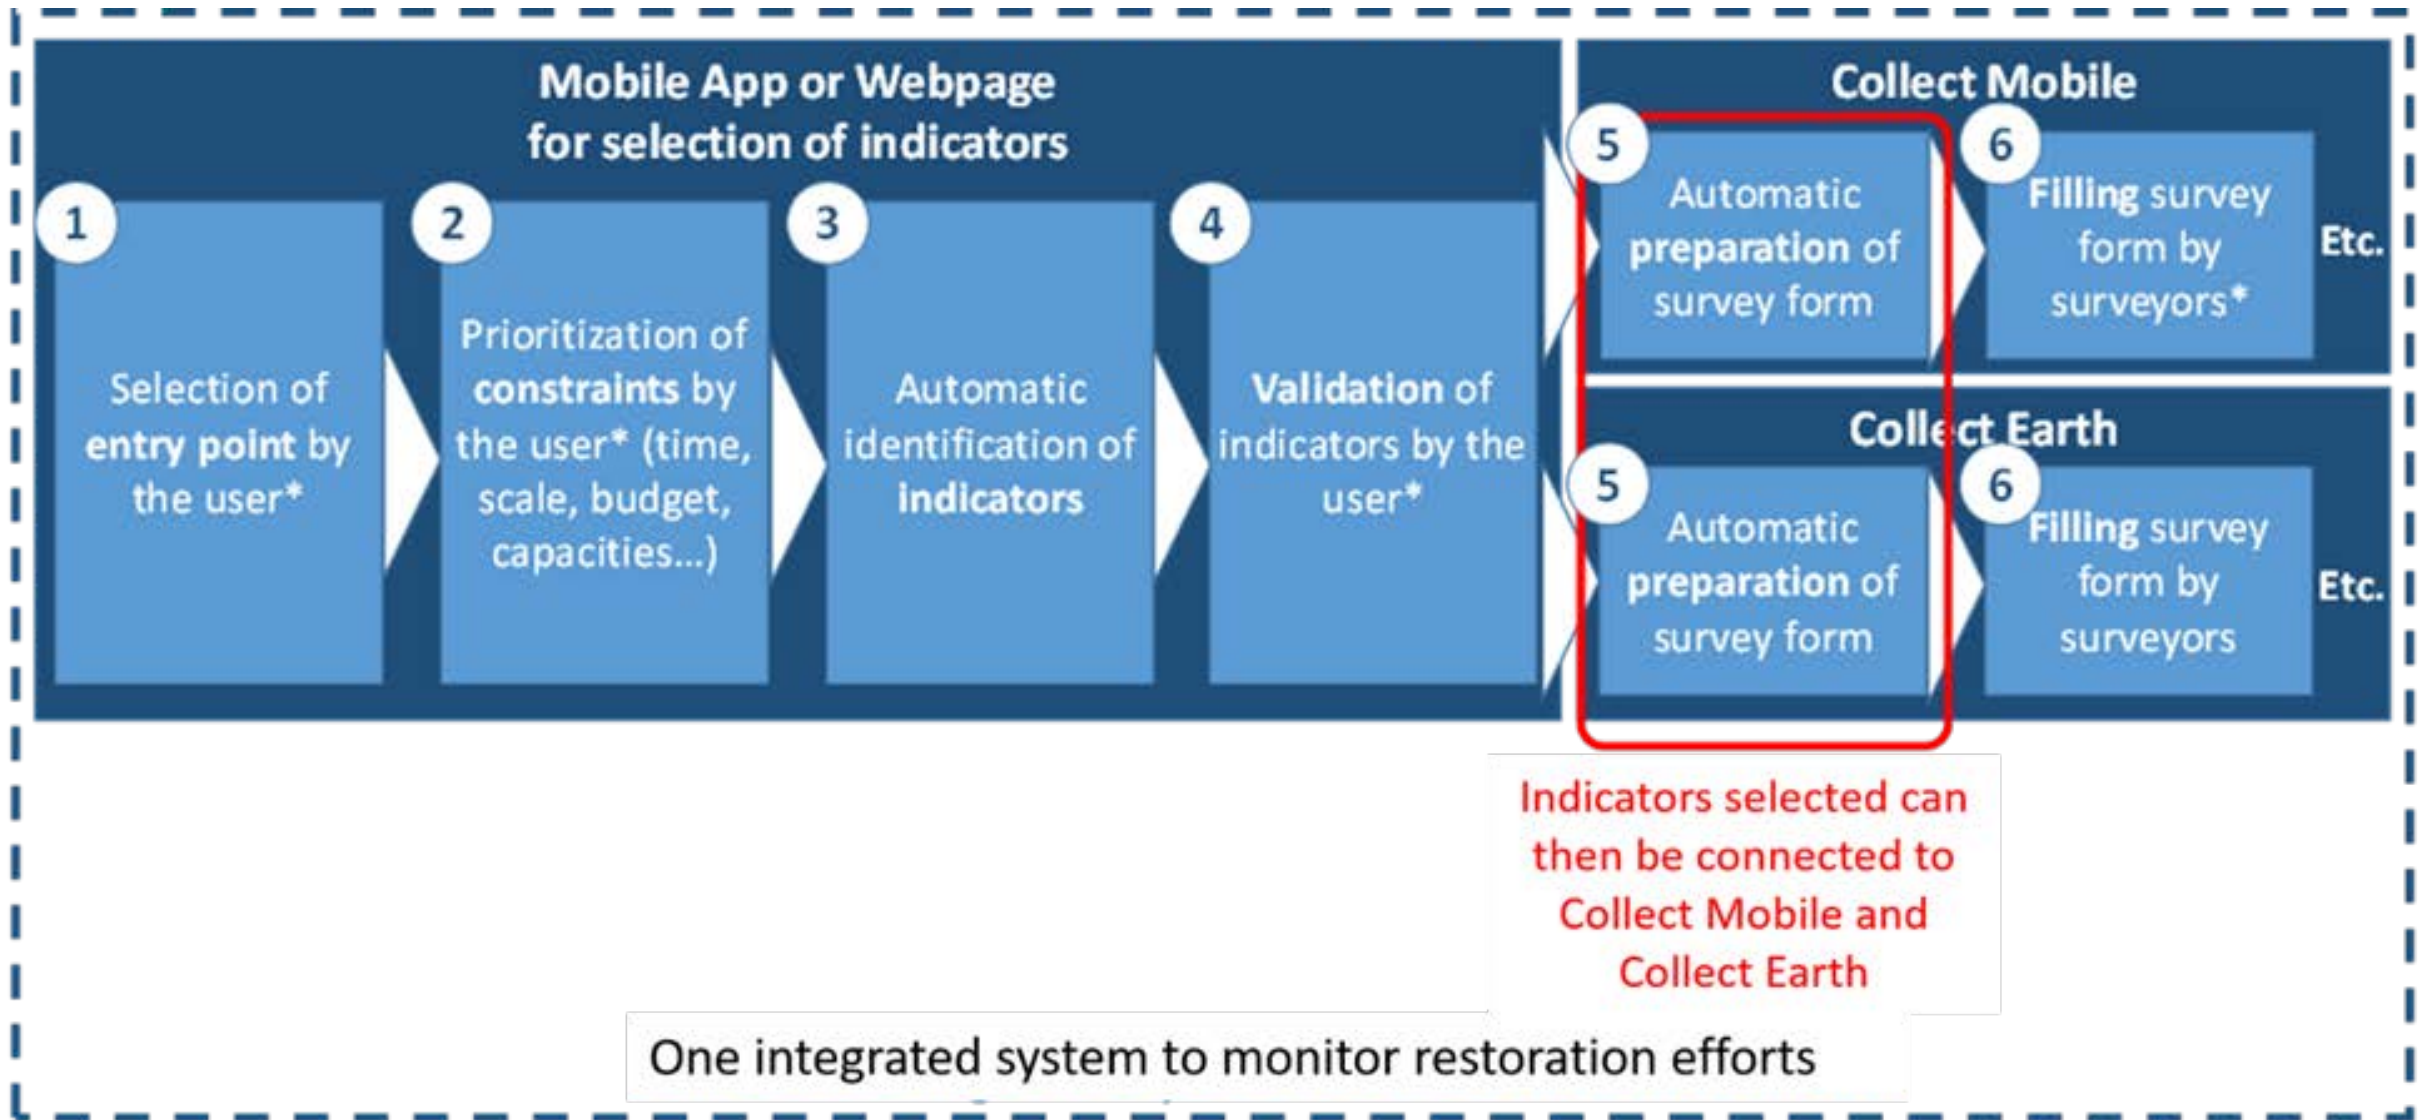 Mobile App or Webpage
for selection of indicators
1
Selection of
entry point by
the user*
2
Prioritization of
constraints by
the user* (time,
scale, budget,
capacities...)
3
Automatic
identification of
indicators
4
Validation of
indicators by the
user*
Collect Mobile
5
Automatic
preparation of
survey form
6
Filling survey
form by
surveyors*
Etc.
Collect Earth
5
Automatic
preparation of
survey form
6
Filling survey
form by
surveyors
Etc.
Indicators selected can
then be connected to
Collect Mobile and
Collect Earth
One integrated system to monitor restoration efforts